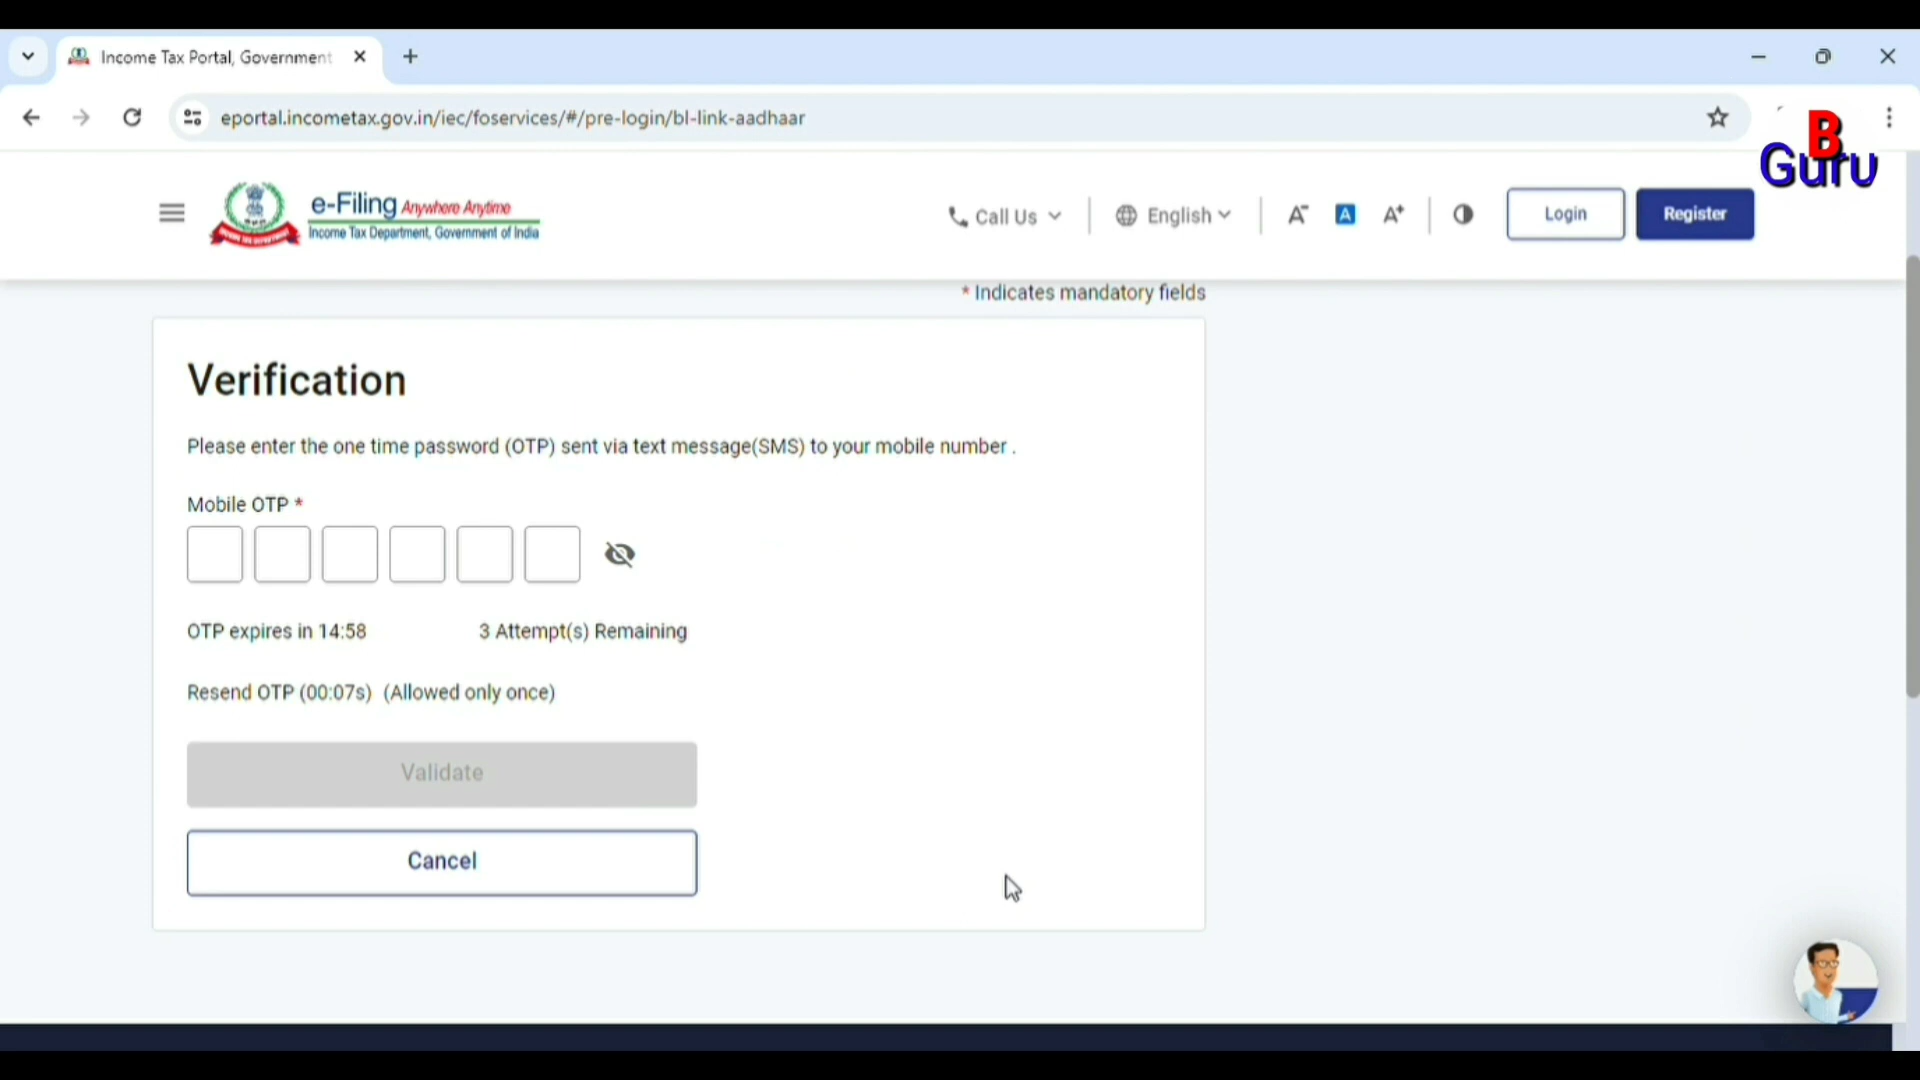 Income Tax Portal, Government
eportal.incometax.gov.in/iec/foservices/#/pre-login/bl-link-aadhaar
B
Guru
e-Filing Anywhere Anytime
Income Tax Department, Government of India
Call Us
English
A-
A
A+
Login
Register
* Indicates mandatory fields
Verification
Please enter the one time password (OTP) sent via text message(SMS) to your mobile number .
Mobile OTP *
OTP expires in 14:58 3 Attempt(s) Remaining
Resend OTP (00:07s) (Allowed only once)
Validate
Cancel